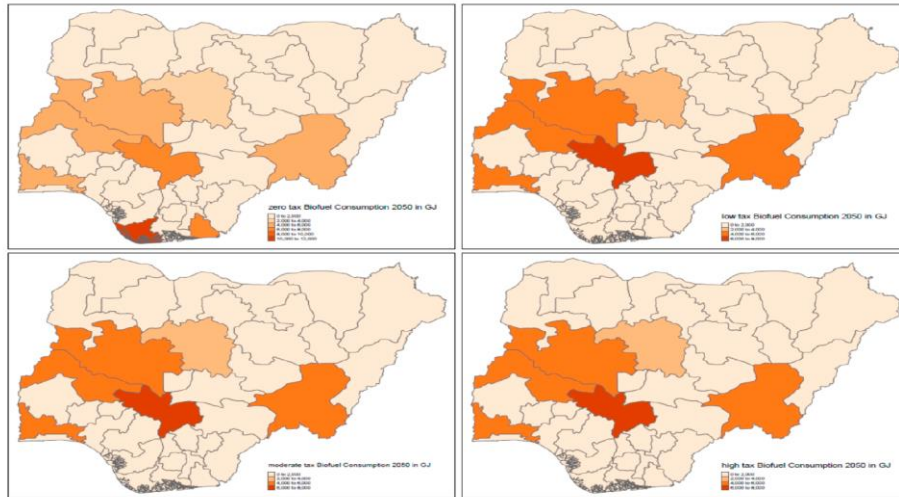 zero tax Biofuel Consumption 2050 in GJ
0 to 2,000
2,000 to 4,000
4,000 to 6,000
6,000 to 8,000
8,000 to 10,000
10,000 to 12,000
low tax Biofuel Consumption 2050 in GJ
0 to 2,000
2,000 to 4,000
4,000 to 6,000
6,000 to 8,000
moderate tax Biofuel Consumption 2050 in GJ
0 to 2,000
2,000 to 4,000
4,000 to 6,000
6,000 to 8,000
high tax Biofuel Consumption 2050 in GJ
0 to 2,000
2,000 to 4,000
4,000 to 6,000
6,000 to 8,000